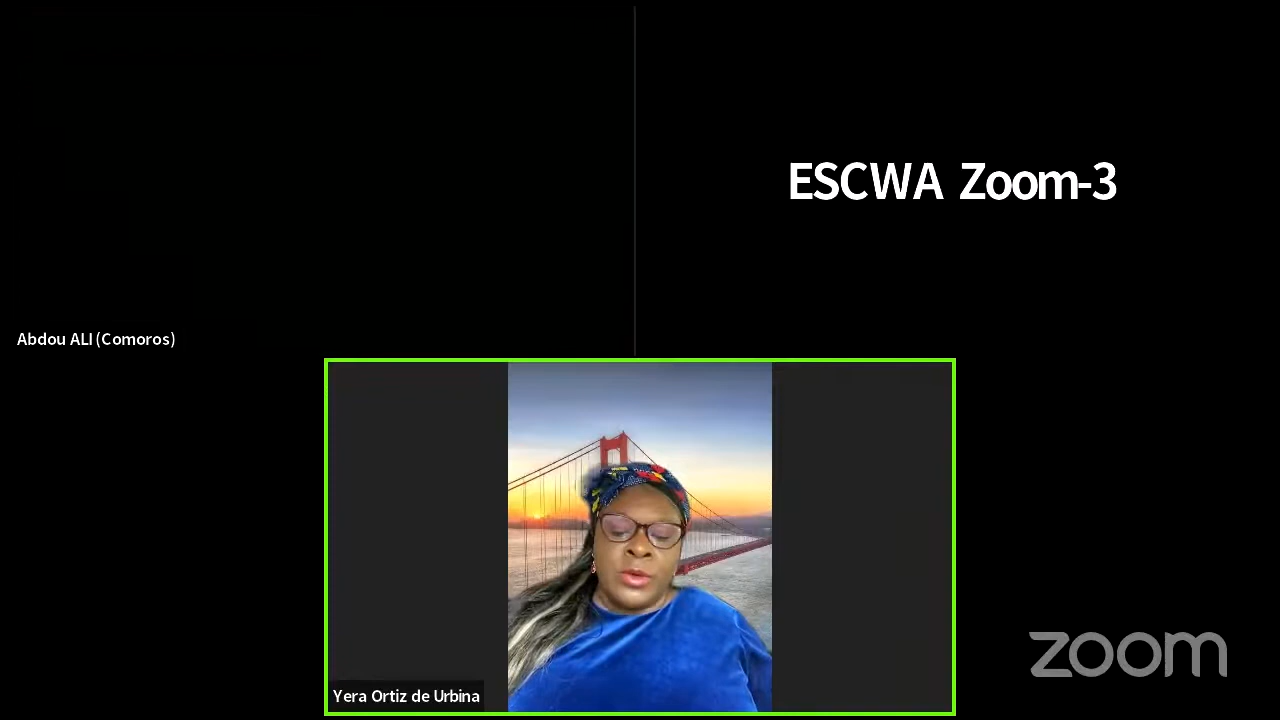 ESCWA Zoom-3
Abdou ALI (Comoros)
Yera Ortiz de Urbina
zoom